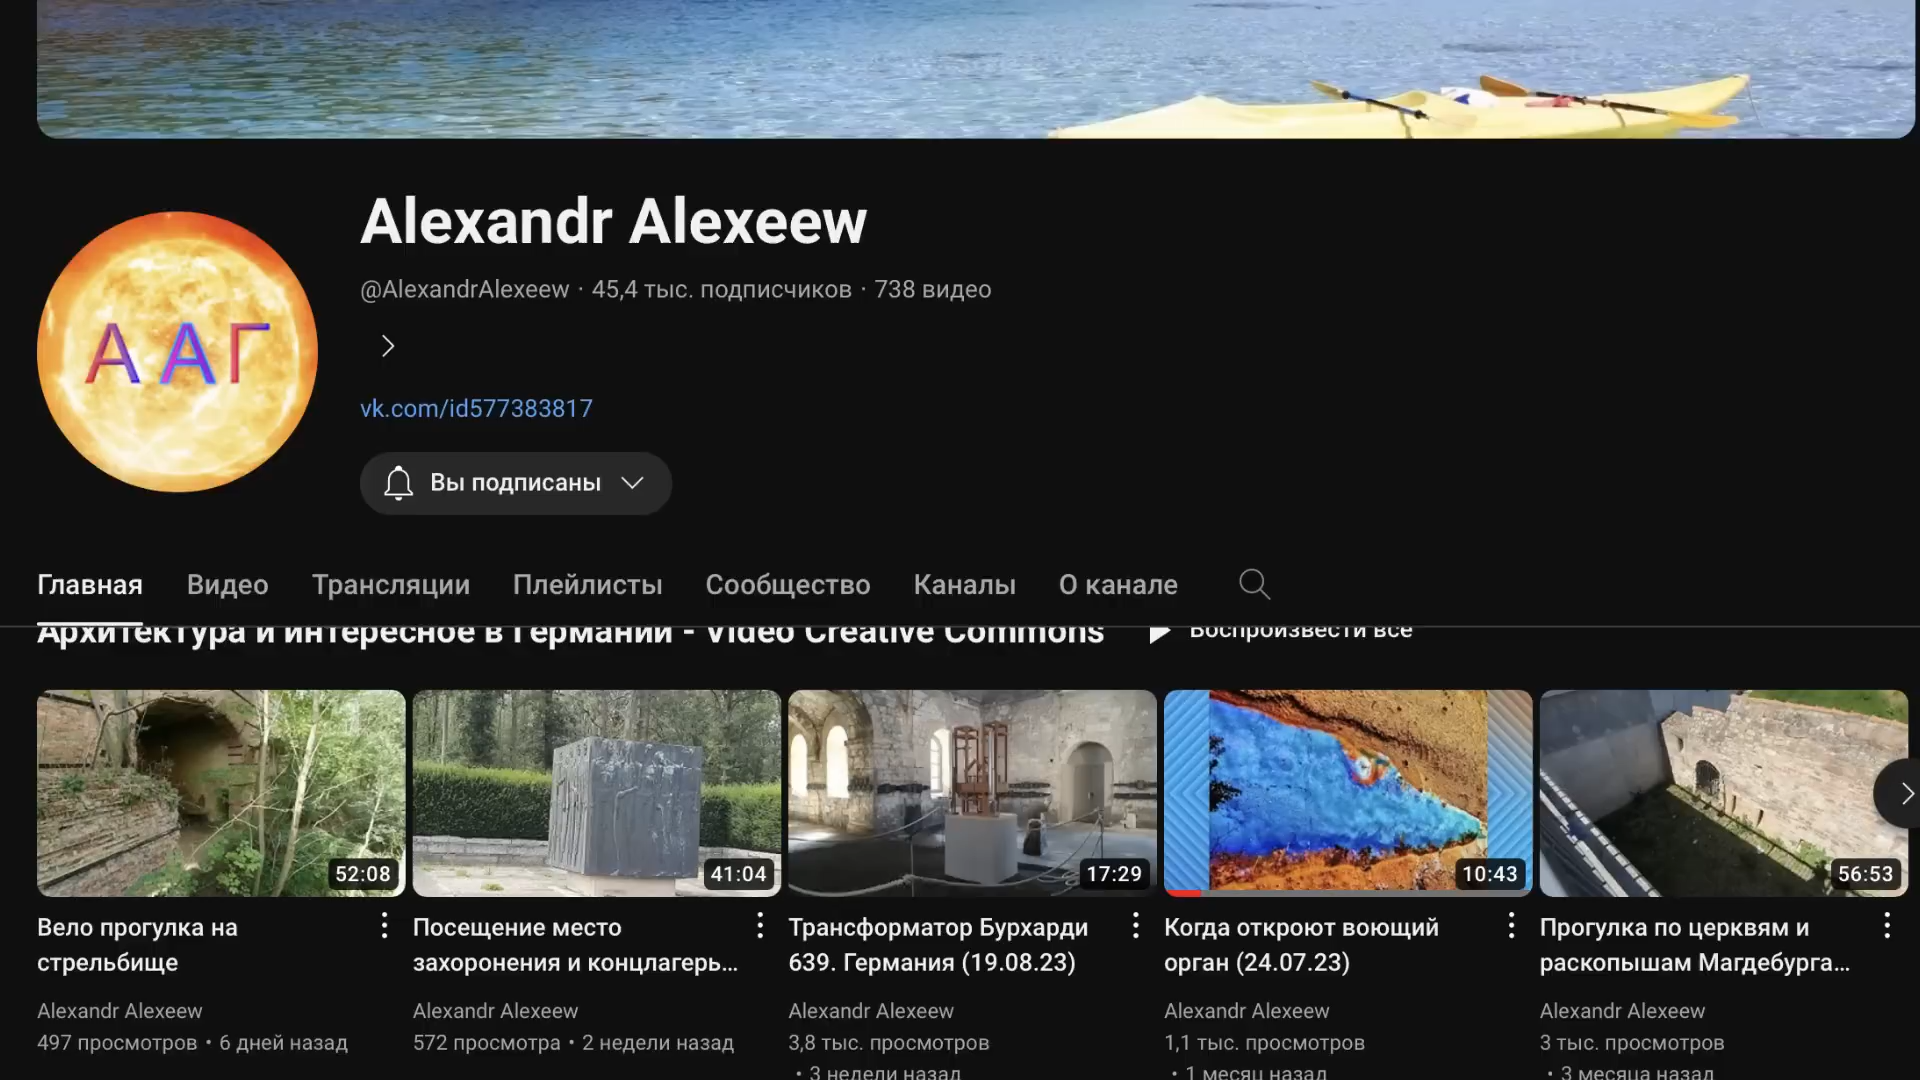 Alexandr Alexeew
ААГ
@AlexandrAlexeew · 45,4 тыс. подписчиков · 738 видео
vk.com/id577383817
Вы подписаны
Главная Видео Трансляции Плейлисты Сообщество Каналы О канале
Архитектура и интересное в Германии - Video Creative Commons Воспроизвести все
52:08 41:04 17:29 10:43 56:53
Вело прогулка на
стрельбище
Alexandr Alexeew
497 просмотров • 6 дней назад
Посещение место
захоронения и концлагерь...
Alexandr Alexeew
572 просмотра • 2 недели назад
Трансформатор Бурхарди
639. Германия (19.08.23)
Alexandr Alexeew
3,8 тыс. просмотров
• 3 недели назад
Когда откроют воющий
орган (24.07.23)
Alexandr Alexeew
1,1 тыс. просмотров
• 1 месяц назад
Прогулка по церквям и
раскопышам Магдебурга...
Alexandr Alexeew
3 тыс. просмотров
• 3 месяца назад